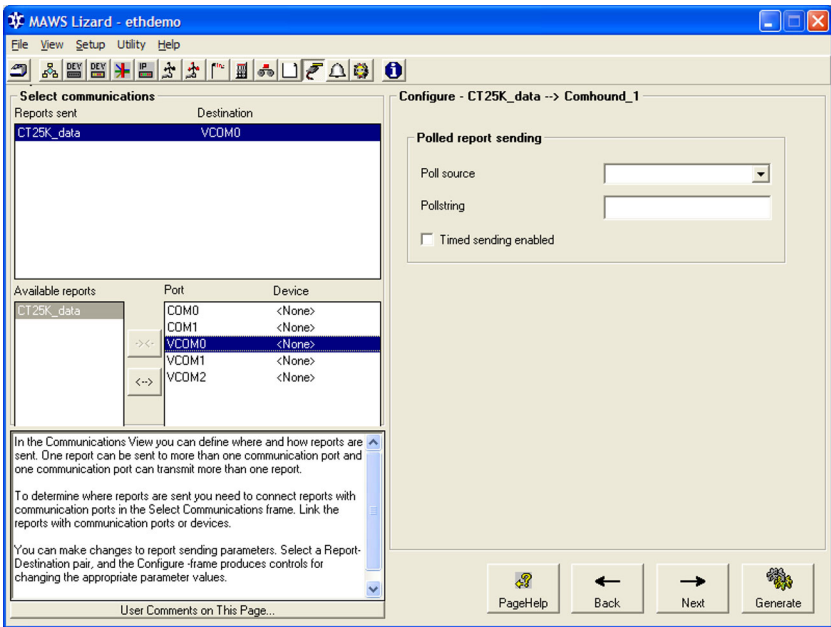 MAWS Lizard - ethdemo
File View Setup Utility Help
DEV DEV IP
Select communications
Reports sent Destination
CT25K_data VCOM0
Available reports
CT25K_data
->< -
<-->
Port Device
COM0 <None>
COM1 <None>
VCOM0 <None>
VCOM1 <None>
VCOM2 <None>
In the Communications View you can define where and how reports are
sent. One report can be sent to more than one communication port and
one communication port can transmit more than one report.
To determine where reports are sent you need to connect reports with
communication ports in the Select Communications frame. Link the
reports with communication ports or devices.
You can make changes to report sending parameters. Select a Report-
Destination pair, and the Configure -frame produces controls for
changing the appropriate parameter values.
User Comments on This Page...
Configure - CT25K_data --> Comhound_1
Polled report sending
Poll source
Pollstring
Timed sending enabled
PageHelp
Back
Next
Generate